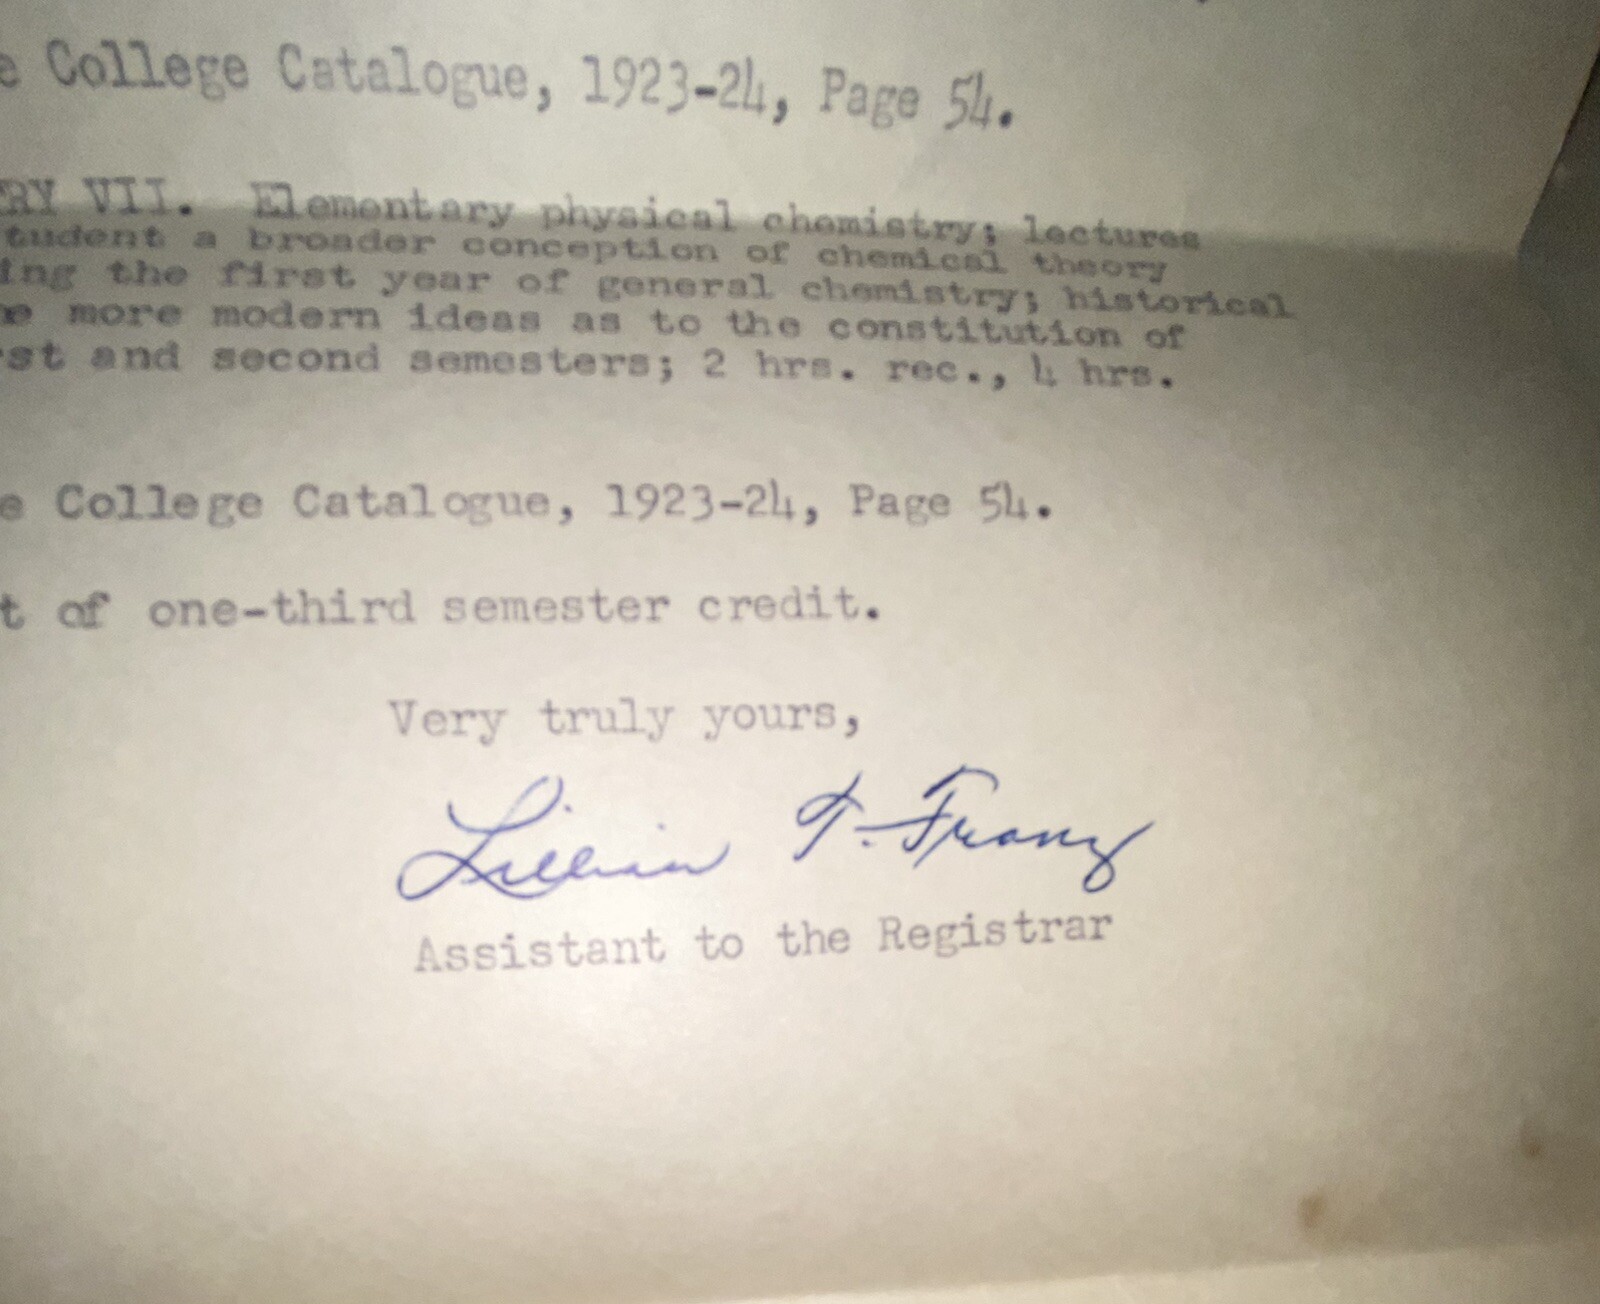 e College Catalogue, 1923-24, Page 54.
RY VII. Elementary physical chemistry; lectures
tudent a broader conception of chemical theory
ing the first year of general chemistry; historical
e more modern ideas as to the constitution of
rst and second semesters; 2 hrs. rec., 4 hrs.
e College Catalogue, 1923-24, Page 54.
t of one-third semester credit.
Very truly yours,
Lillian T. Franz
Assistant to the Registrar